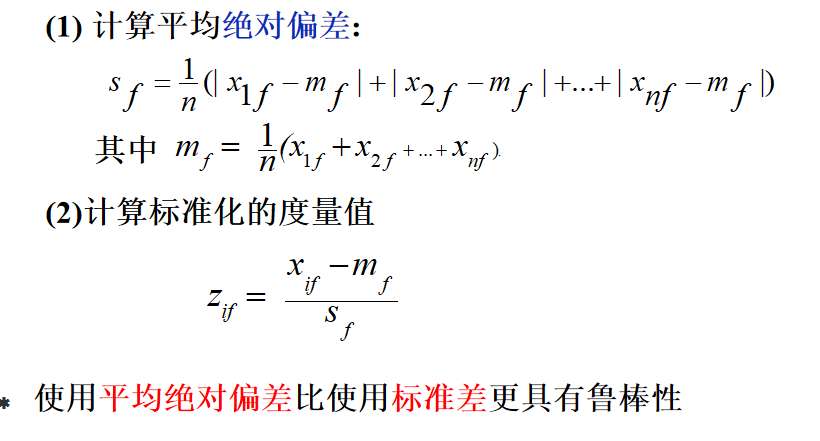 (1) 计算平均绝对偏差:
s_f = \frac{1}{n}(| x_{1f} − m_f | + | x_{2f} − m_f | +...+ | x_{nf} − m_f |)
其中 m_f = \frac{1}{n}(x_{1f} + x_{2f} + ... + x_{nf}).
(2)计算标准化的度量值
z_{if} = \frac{x_{if} − m_f}{s_f}
* 使用平均绝对偏差比使用标准差更具有鲁棒性